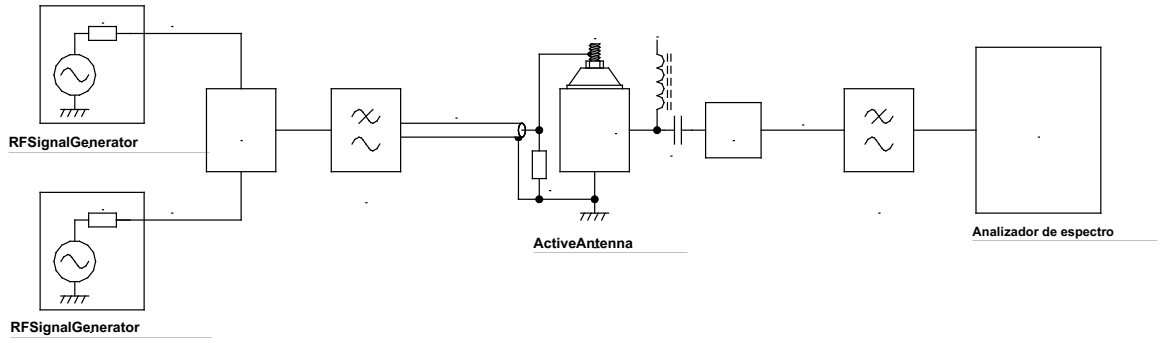 RFSignalGenerator
ActiveAntenna
Analizador de espectro
RFSignalGenerator